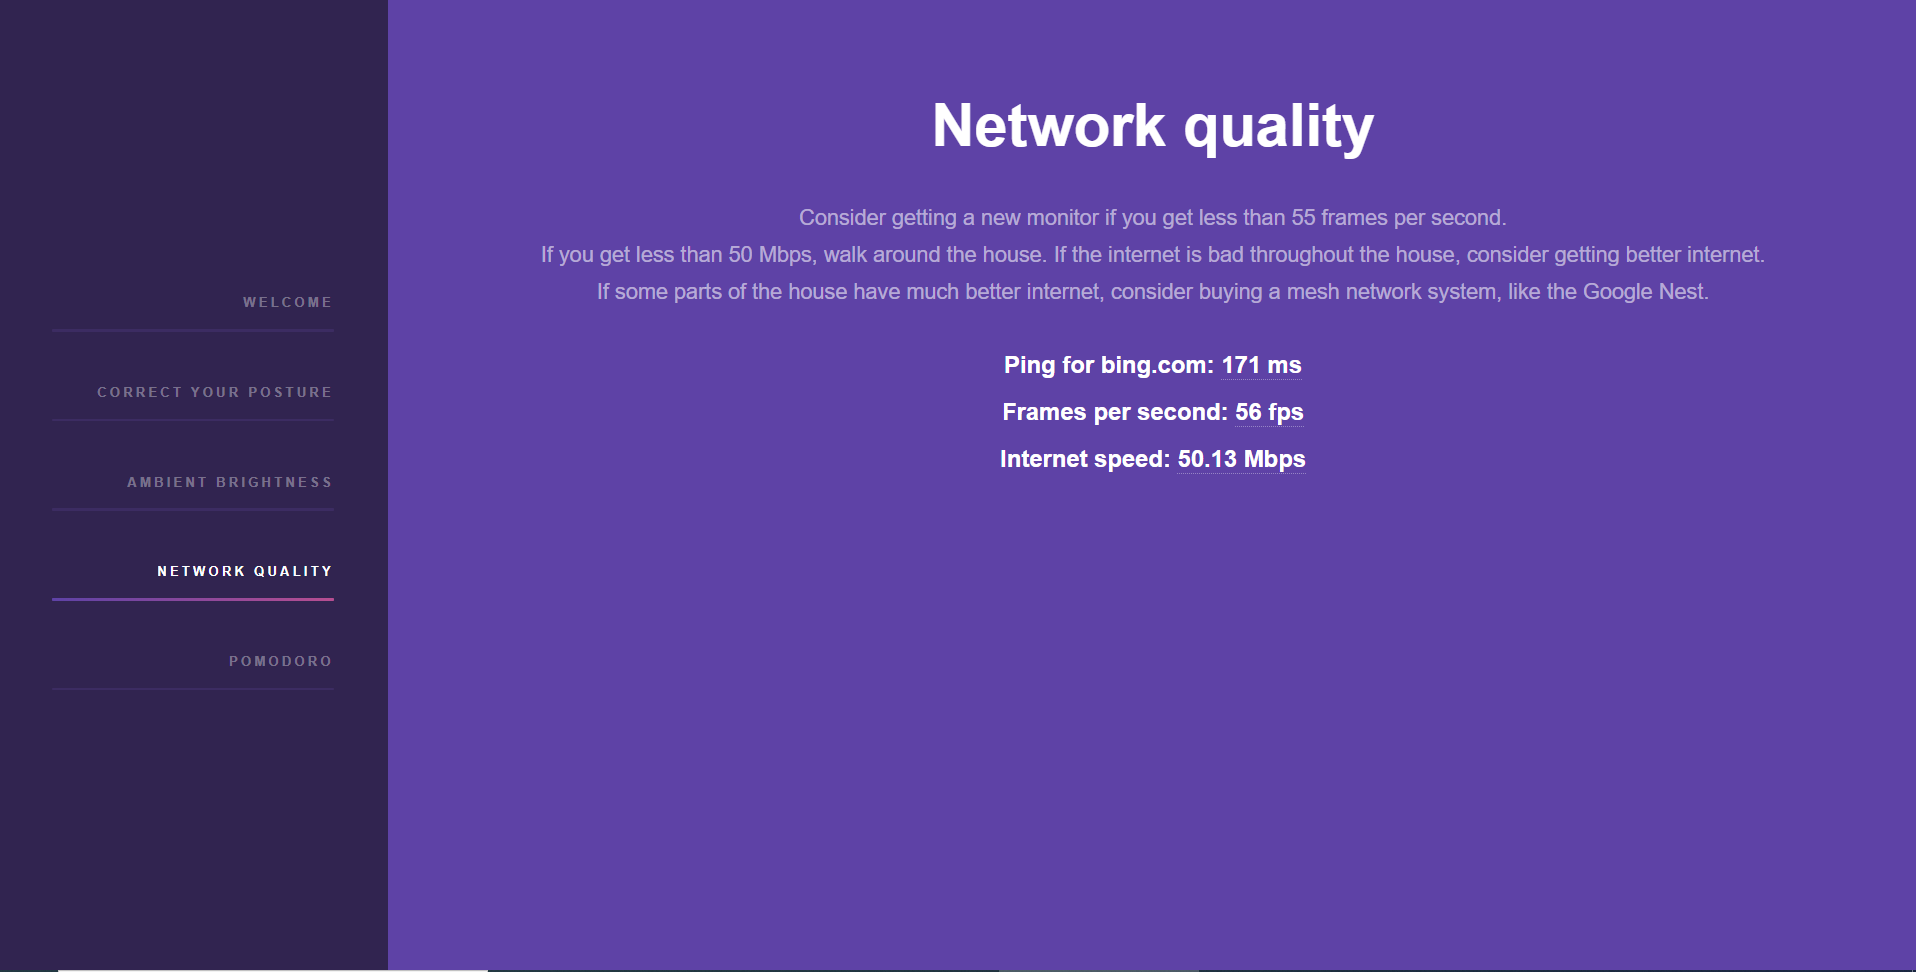 WELCOME
CORRECT YOUR POSTURE
AMBIENT BRIGHTNESS
NETWORK QUALITY
POMODORO
Network quality
Consider getting a new monitor if you get less than 55 frames per second.
If you get less than 50 Mbps, walk around the house. If the internet is bad throughout the house, consider getting better internet.
If some parts of the house have much better internet, consider buying a mesh network system, like the Google Nest.
Ping for bing.com: 171 ms
Frames per second: 56 fps
Internet speed: 50.13 Mbps